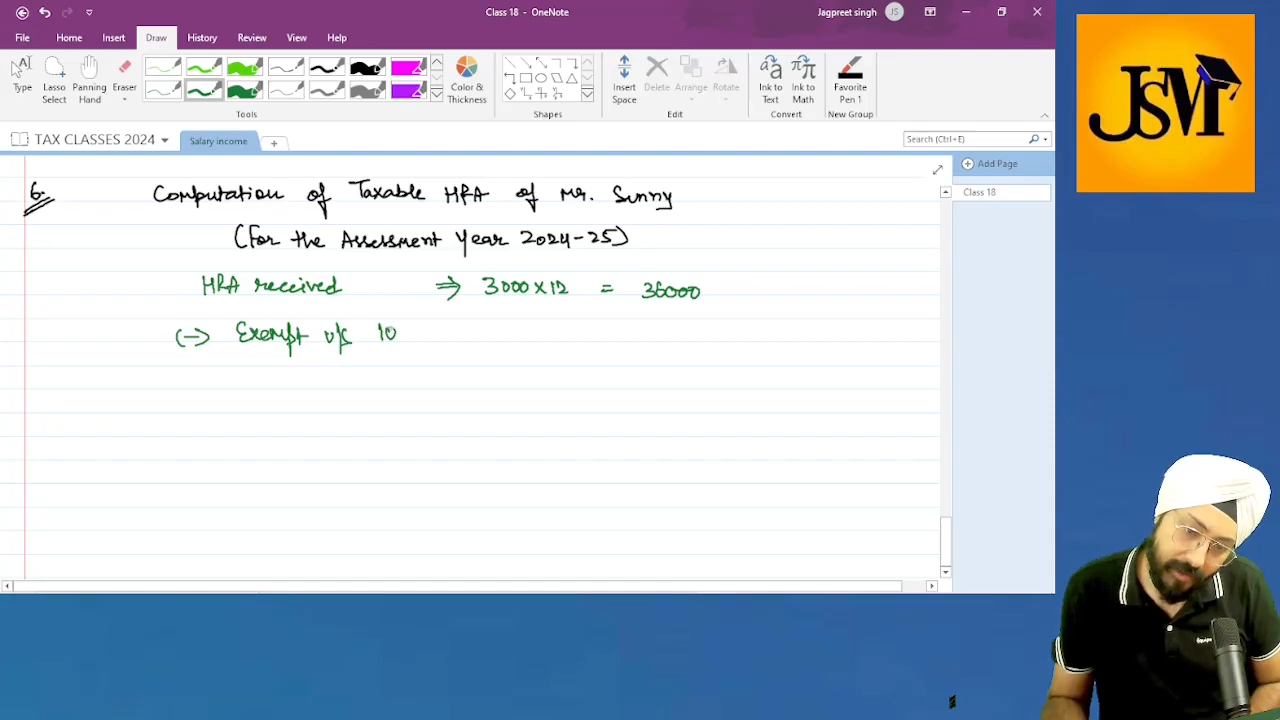 Class 18 - OneNote
Jagpreet singh JS
File Home Insert Draw History Review View Help
Type
Lasso Select
Panning Hand
Eraser
Color & Thickness
Insert Space
Delete
Arrange
Rotate
Ink to Text
Ink to Math
Favorite Pen 1
Tools
Shapes
Edit
Convert
New Group
TAX CLASSES 2024 Salary income
Search (Ctrl+E)
Add Page
Class 18
6. Computation of Taxable HRA of Mr. Sunny
(For the Assessment Year 2024-25)
HRA received ⇒ 3000×12 = 36000
(-) Exempt u/s 10
JSM